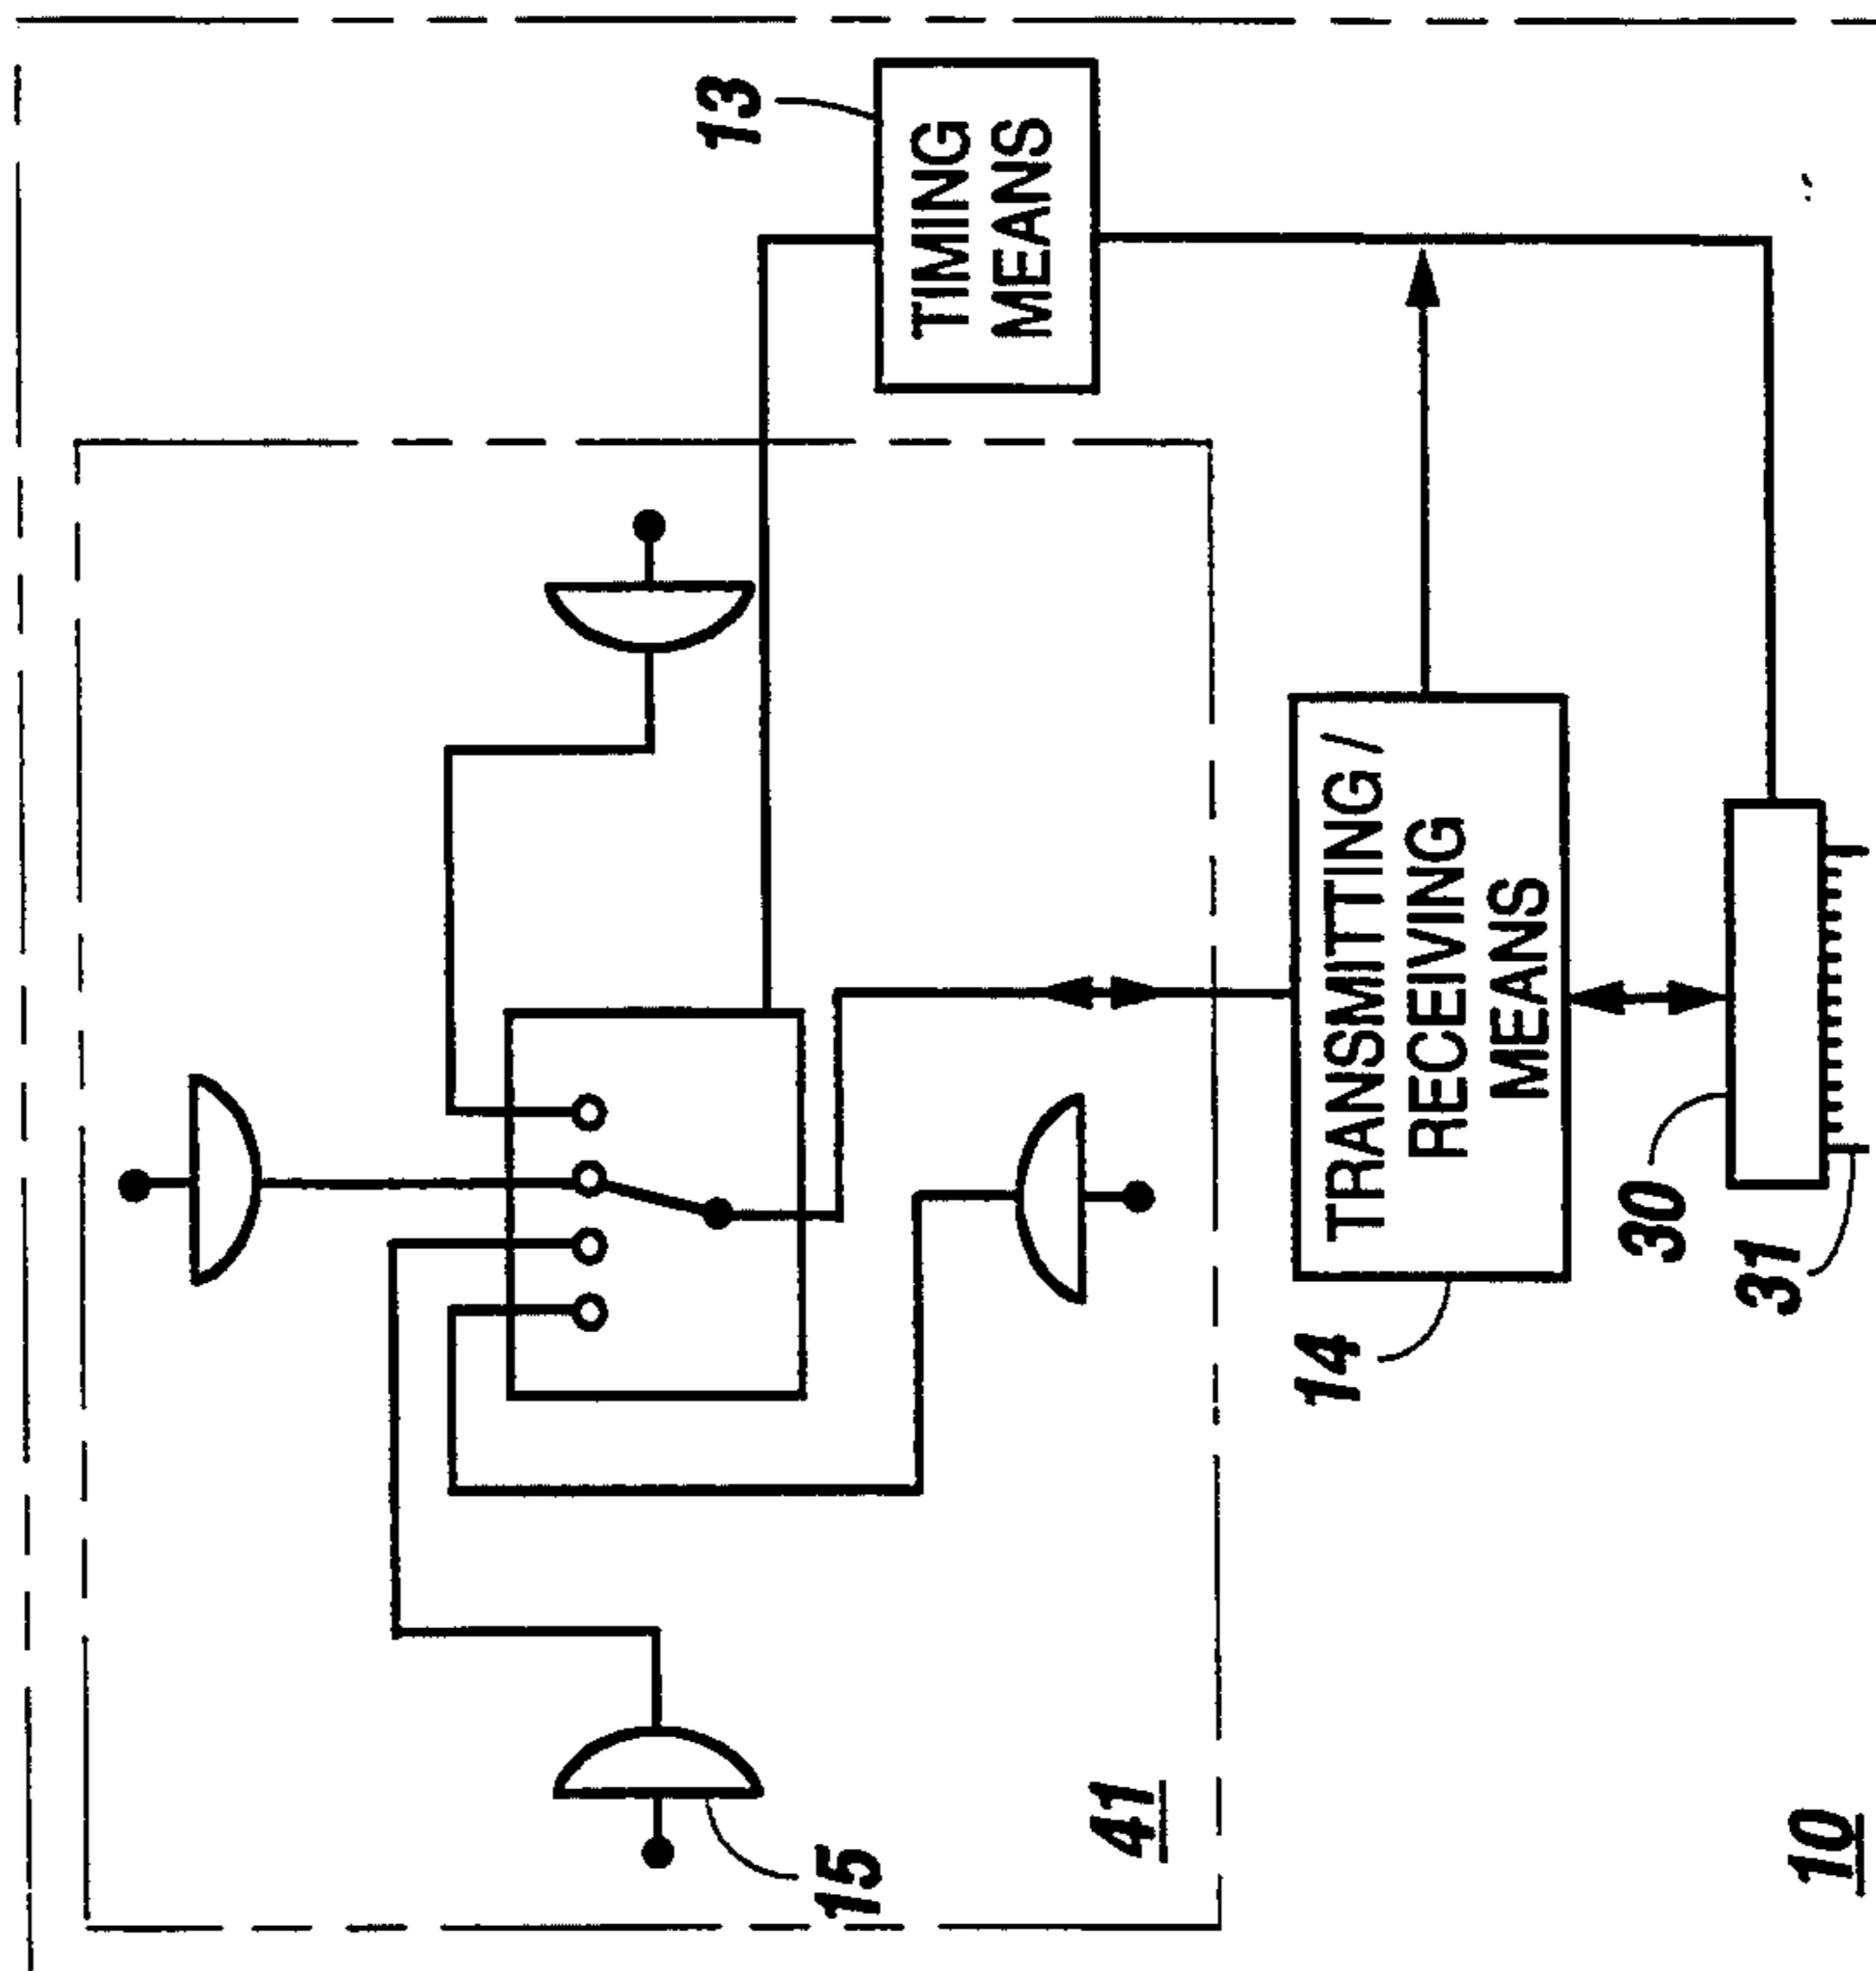 15
41
10
14
TRANSMITTING /
RECEIVING
MEANS
30
31
13
TIMING
MEANS